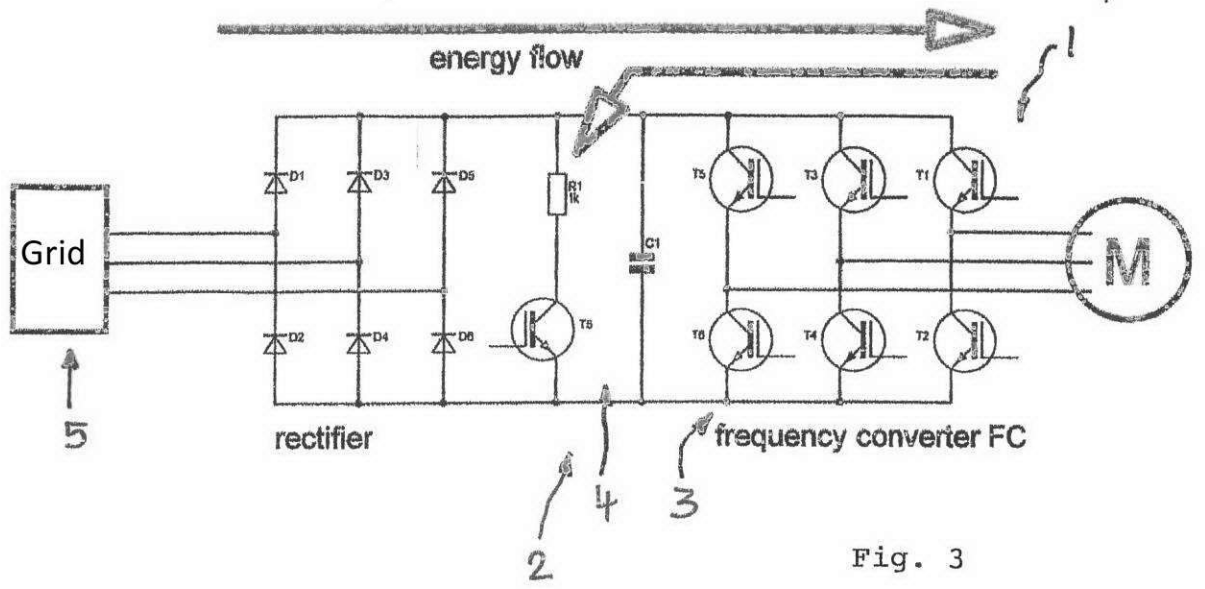 energy flow
1
D1
D3
D5
R1
1k
T5
T3
T1
Grid
C1
M
D2
D4
D6
T6
T6
T4
T2
5
rectifier
4
3
frequency converter FC
2
Fig. 3